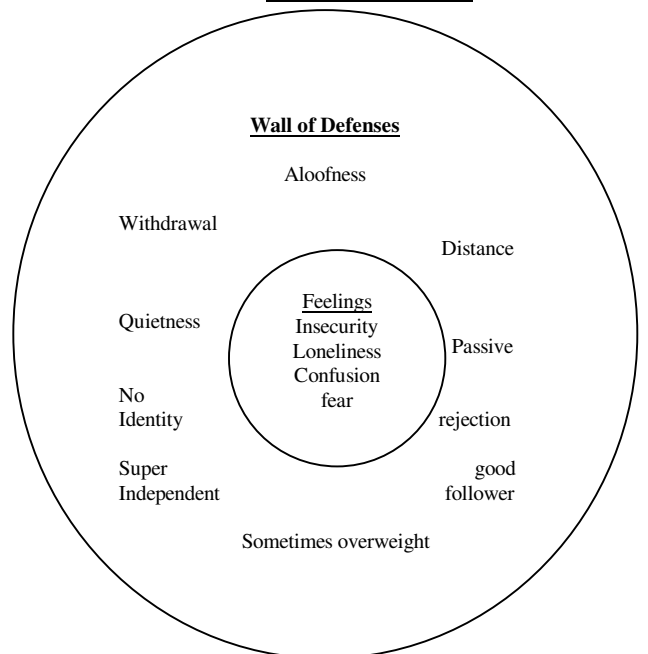 Wall of Defenses
Aloofness
Withdrawal
Distance
Feelings
Insecurity
Loneliness
Confusion
fear
Quietness
Passive
No
Identity
rejection
Super
Independent
good
follower
Sometimes overweight